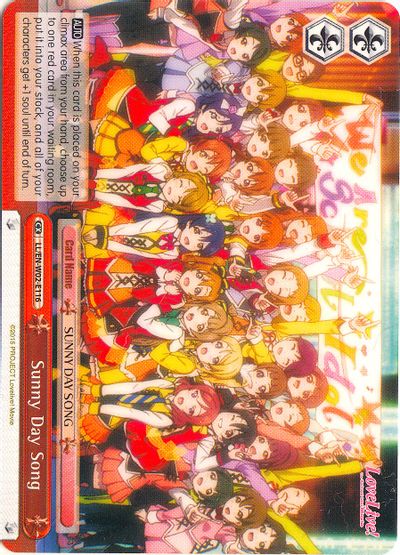 We Are
School Idol!
LoveLive!
[AUTO] When this card is placed on your
climax area from your hand, choose up
to one red card in your waiting room,
put it into your stock, and all of your
characters get +1 soul until end of turn.
CC LL/EN-W02-E116
Card Name
SUNNY DAY SONG
Sunny Day Song
©2015 PROJECT Lovelive! Movie